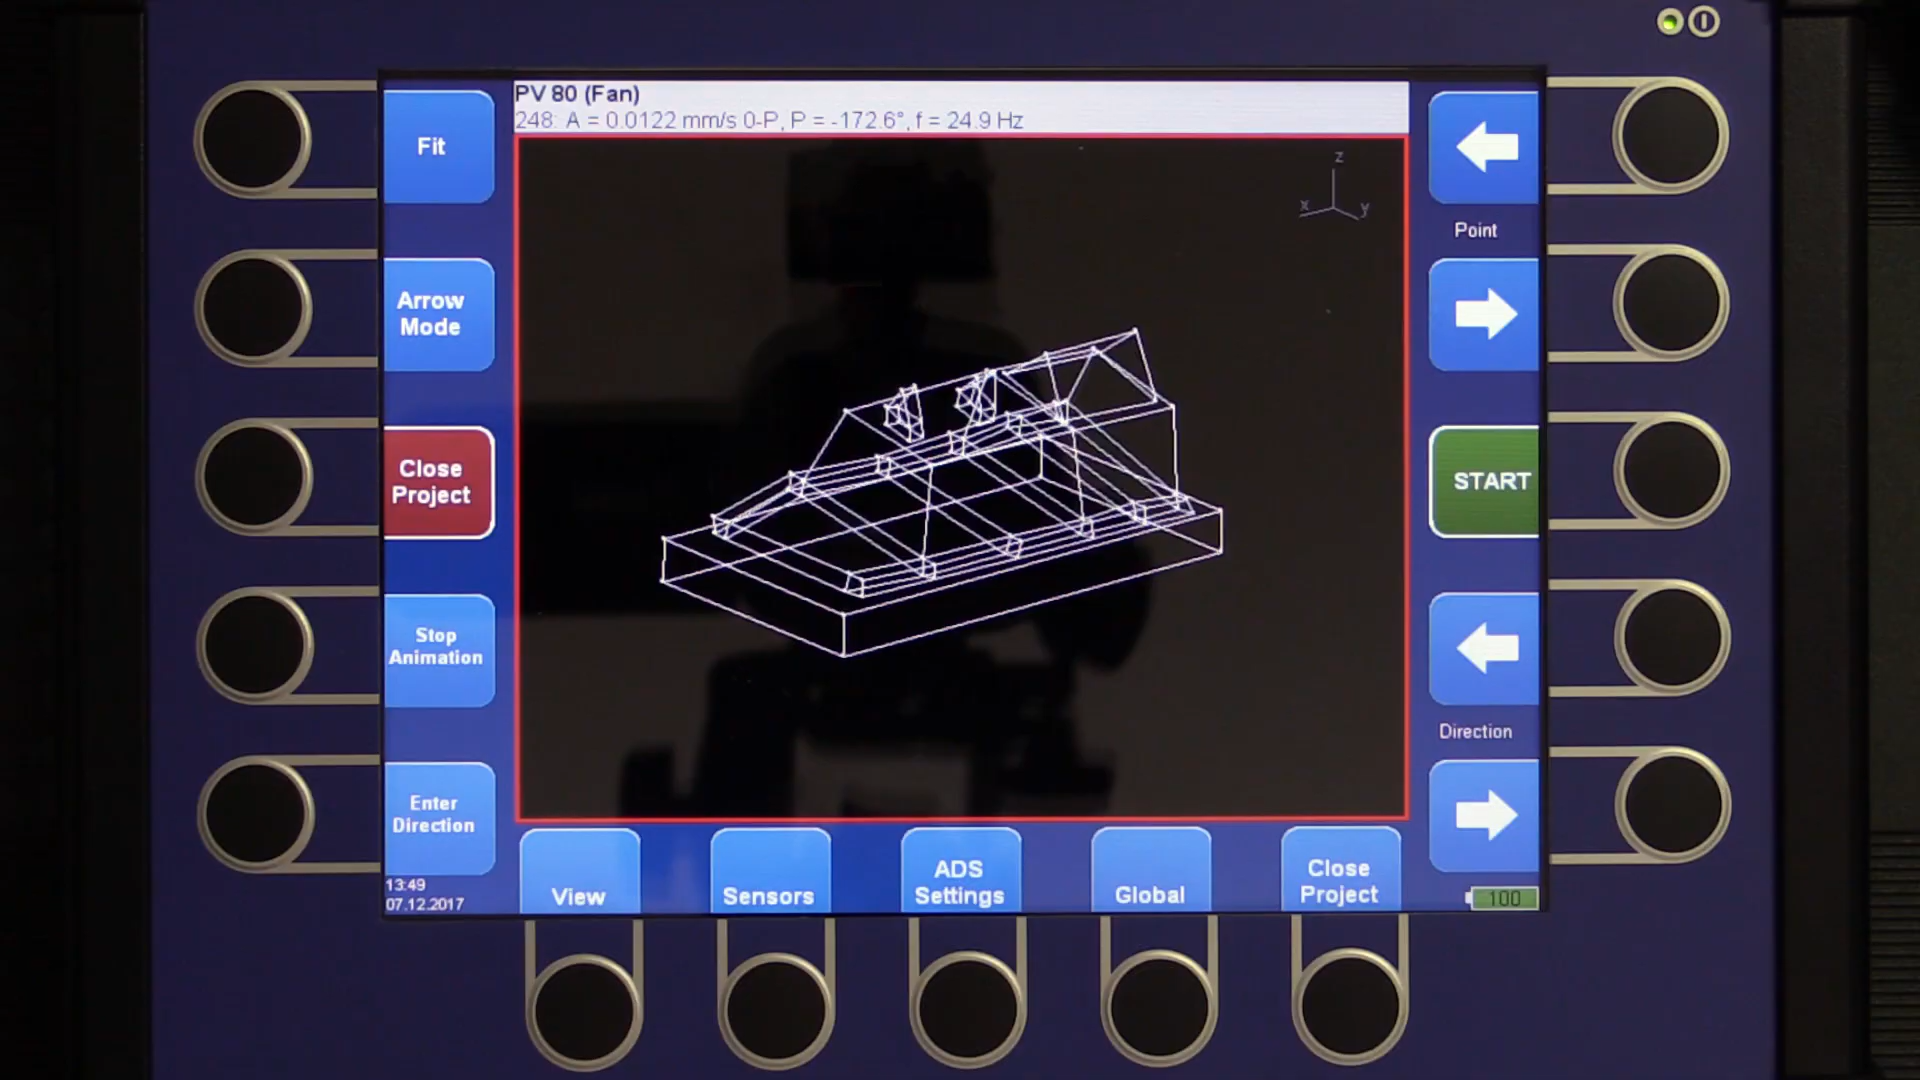 PV 80 (Fan)
248: A = 0.0122 mm/s 0-P, P = -172.6°, f = 24.9 Hz
Fit
Arrow
Mode
Close
Project
Stop
Animation
Enter
Direction
13:49
07.12.2017
z
x
y
Point
START
Direction
View
Sensors
ADS
Settings
Global
Close
Project
100